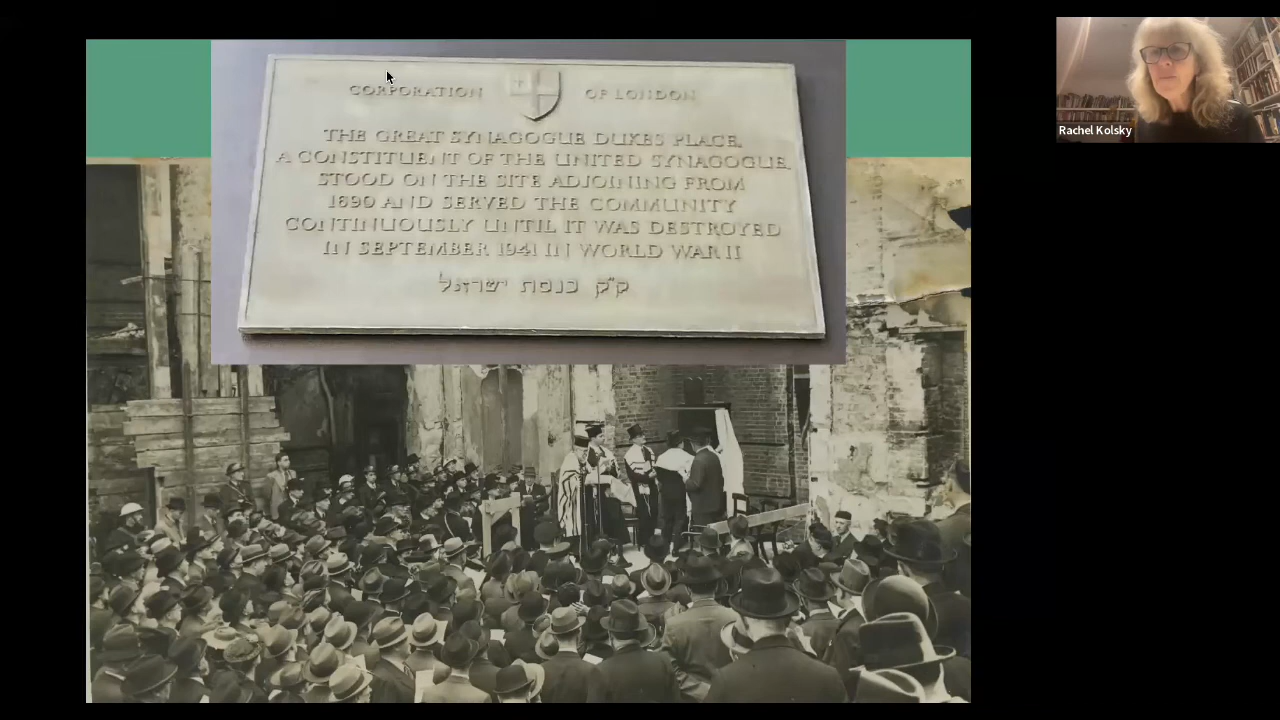 CORPORATION OF LONDON
THE GREAT SYNAGOGUE DUKES PLACE,
A CONSTITUENT OF THE UNITED SYNAGOGUE,
STOOD ON THE SITE ADJOINING FROM
1690 AND SERVED THE COMMUNITY
CONTINUOUSLY UNTIL IT WAS DESTROYED
IN SEPTEMBER 1941 IN WORLD WAR II
ק״ק כנסת ישראל
Rachel Kolsky